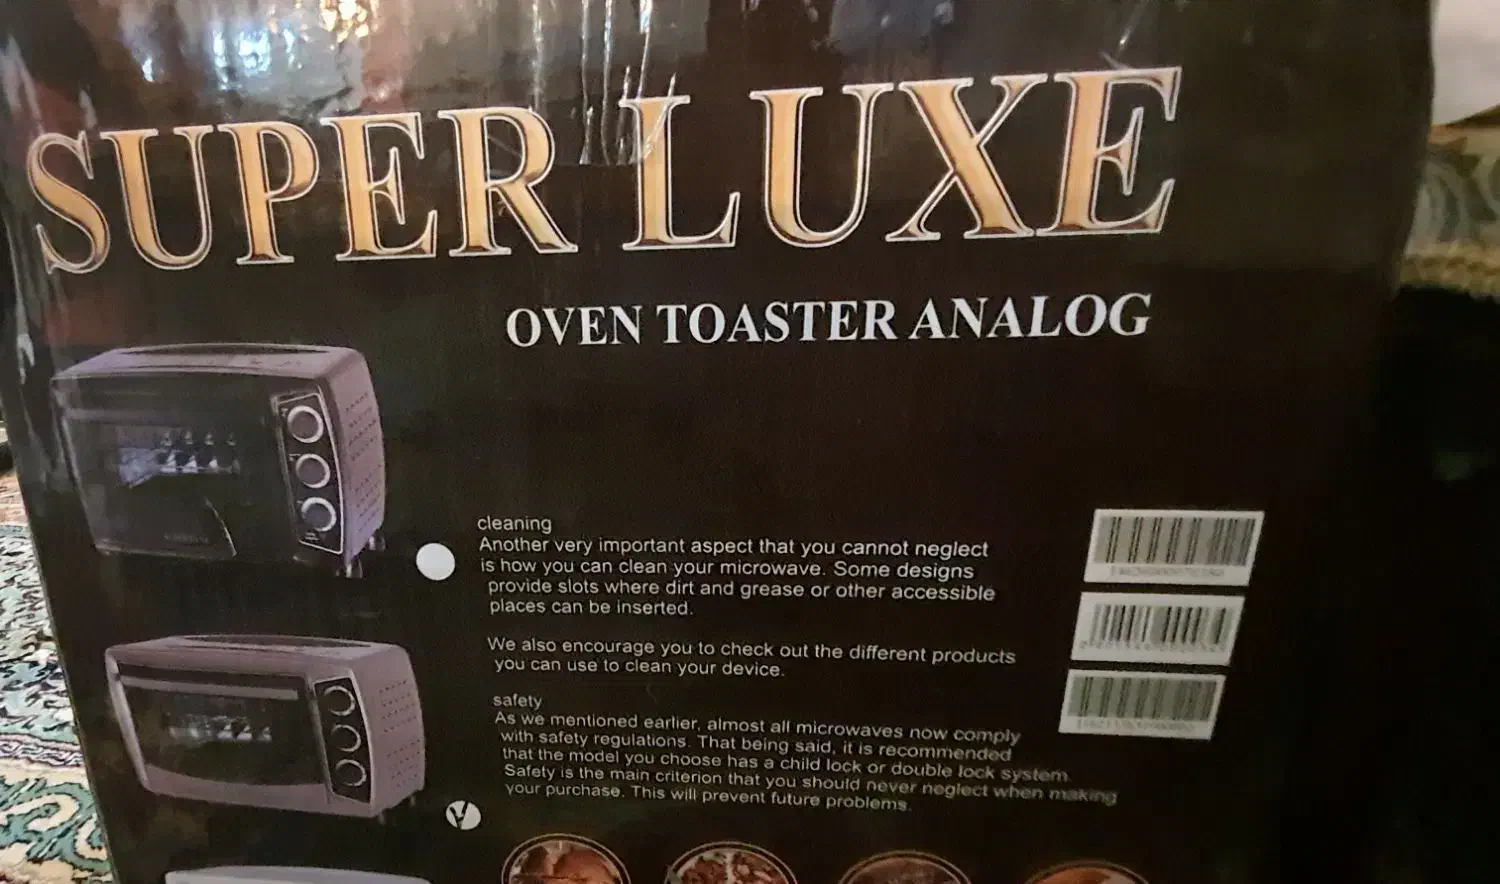 SUPER LUXE
OVEN TOASTER ANALOG
cleaning
Another very important aspect that you cannot neglect
is how you can clean your microwave. Some designs
provide slots where dirt and grease or other accessible
places can be inserted.
We also encourage you to check out the different products
you can use to clean your device.
safety
As we mentioned earlier, almost all microwaves now comply
with safety regulations. That being said, it is recommended
that the model you choose has a child lock or double lock system.
Safety is the main criterion that you should never neglect when making
your purchase. This will prevent future problems.